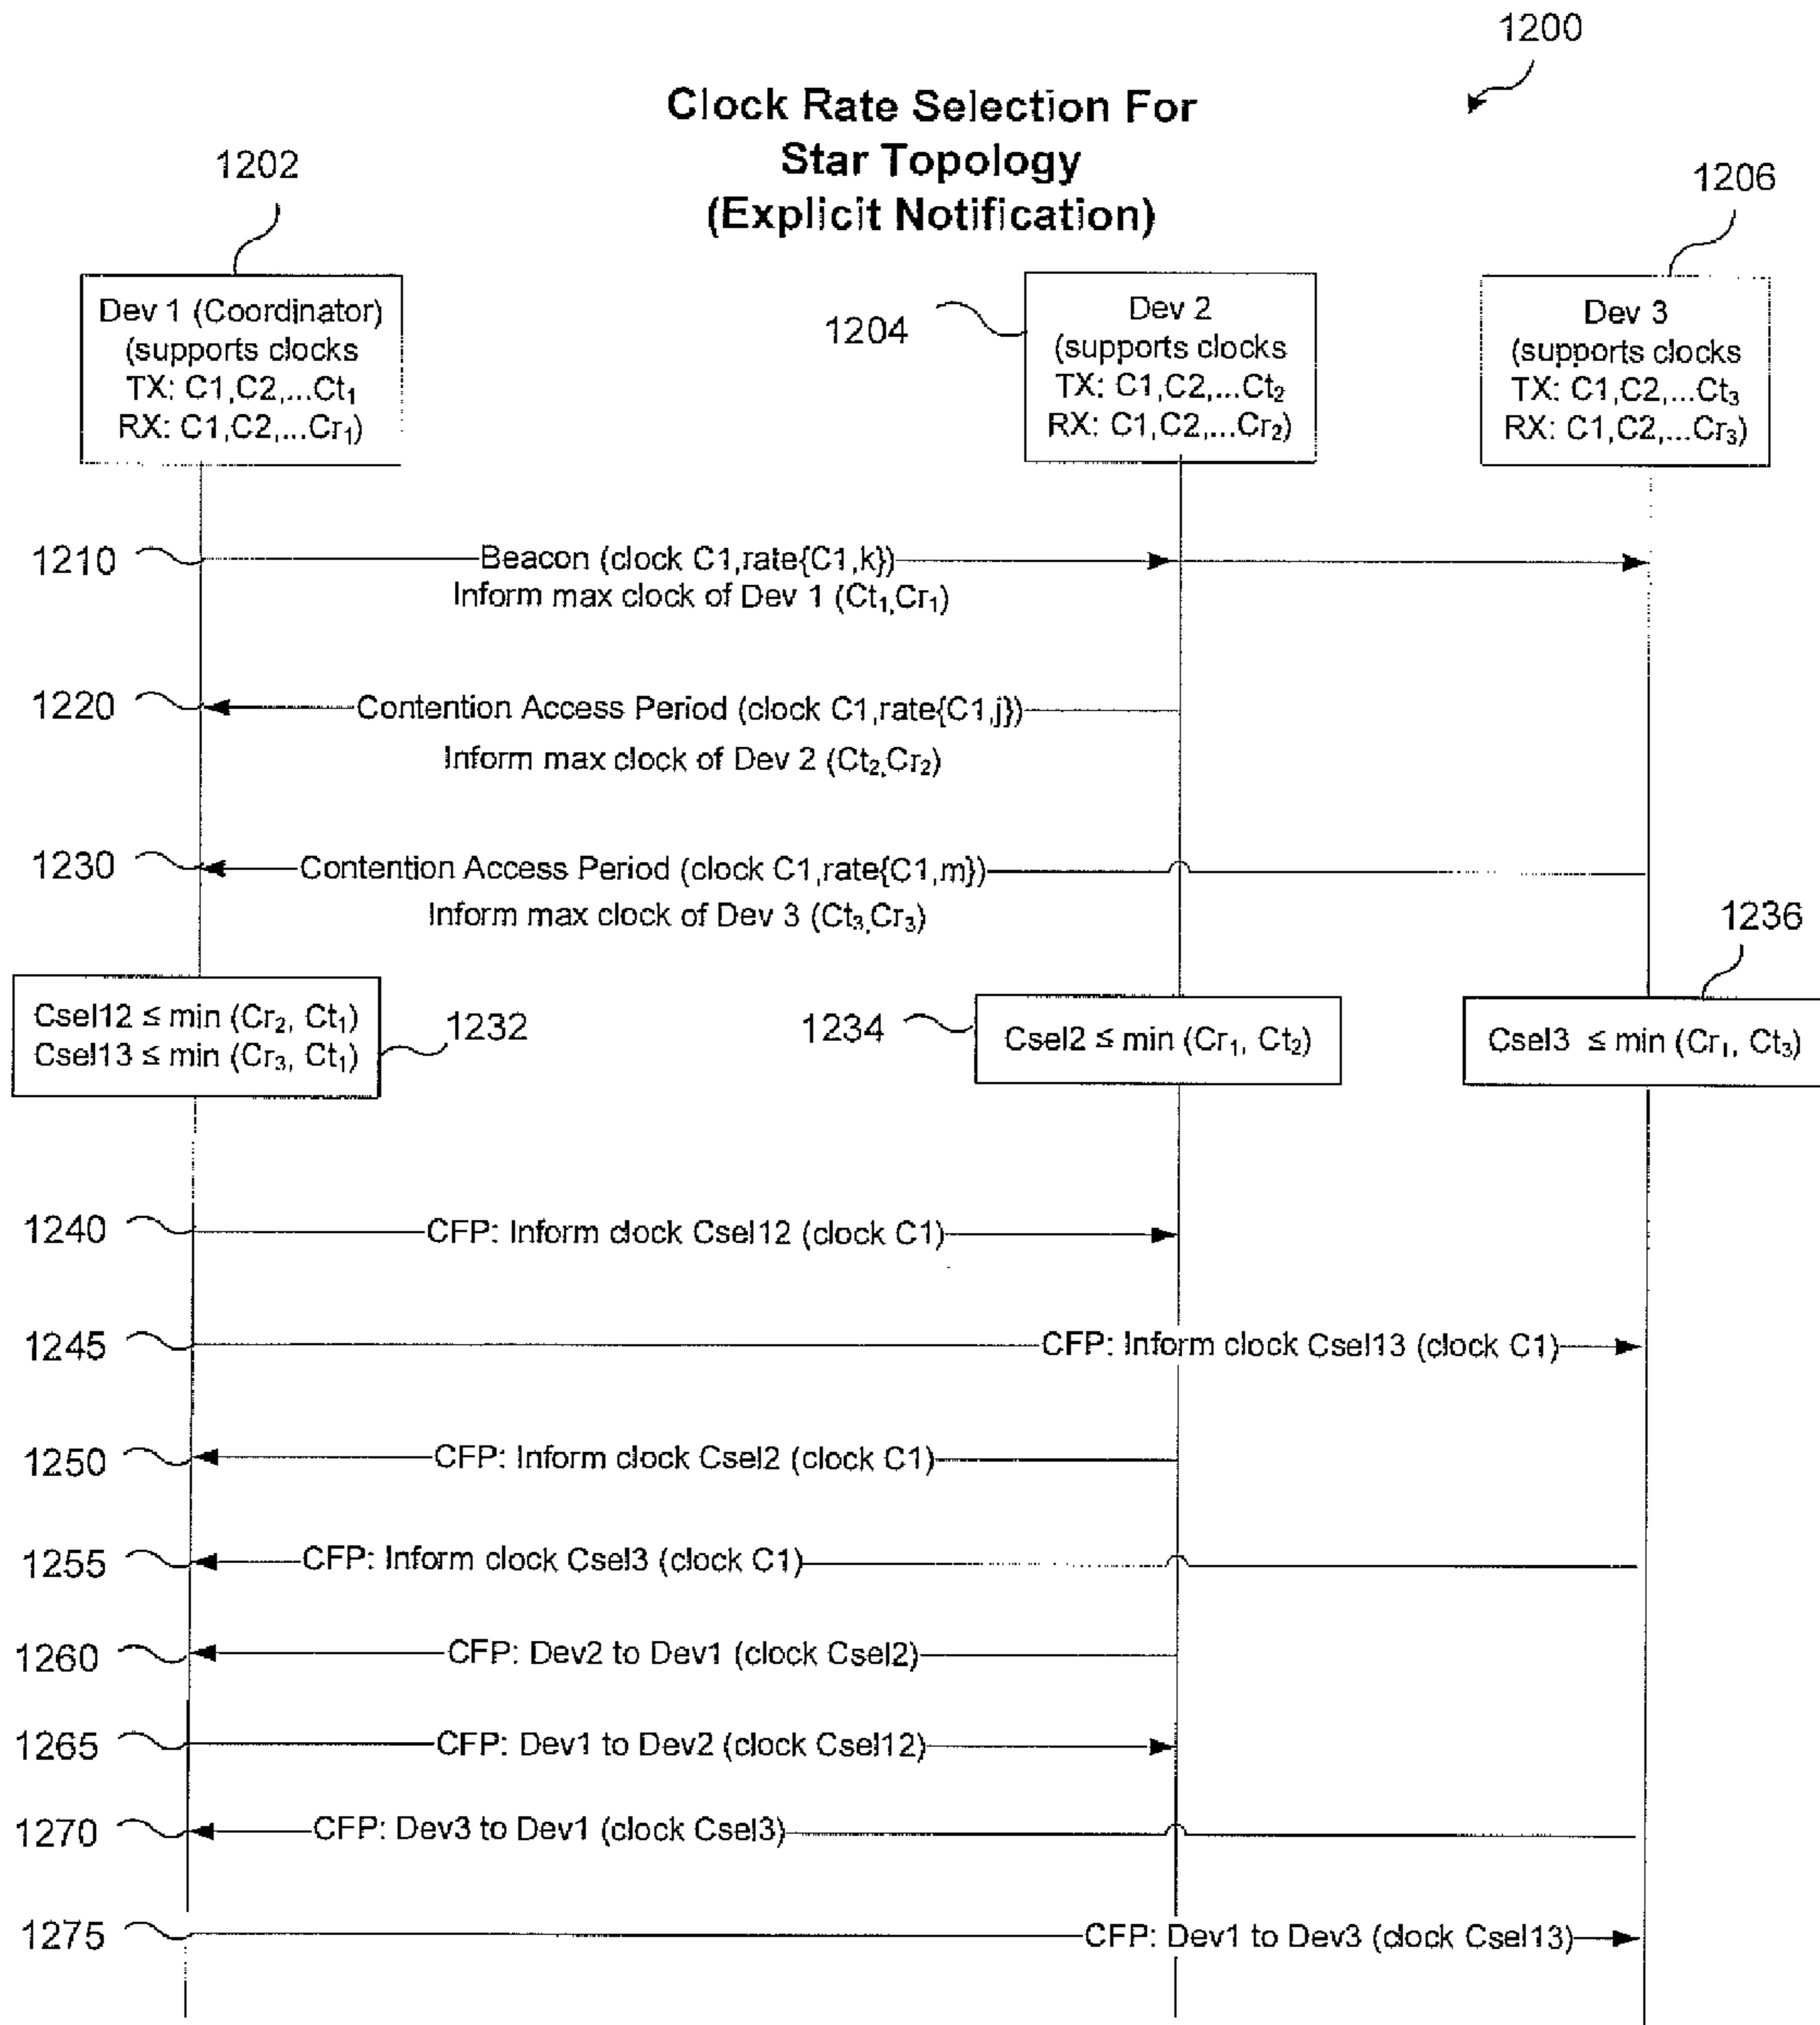 1200
Clock Rate Selection For
Star Topology
(Explicit Notification)
1202
1206
Dev 1 (Coordinator)
(supports clocks
TX: C1,C2,...Ct₁
RX: C1,C2,...Cr₁)
1204
Dev 2
(supports clocks
TX: C1,C2,...Ct₂
RX: C1,C2,...Cr₂)
Dev 3
(supports clocks
TX: C1,C2,...Ct₃
RX: C1,C2,...Cr₃)
1210
Beacon (clock C1,rate{C1,k})
Inform max clock of Dev 1 (Ct₁,Cr₁)
1220
Contention Access Period (clock C1,rate{C1,j})
Inform max clock of Dev 2 (Ct₂,Cr₂)
1230
Contention Access Period (clock C1,rate{C1,m})
Inform max clock of Dev 3 (Ct₃,Cr₃)
1236
Csel12 ≤ min (Cr₂, Ct₁)
Csel13 ≤ min (Cr₃, Ct₁)
1232
1234
Csel2 ≤ min (Cr₁, Ct₂)
Csel3 ≤ min (Cr₁, Ct₃)
1240
CFP: Inform clock Csel12 (clock C1)
1245
CFP: Inform clock Csel13 (clock C1)
1250
CFP: Inform clock Csel2 (clock C1)
1255
CFP: Inform clock Csel3 (clock C1)
1260
CFP: Dev2 to Dev1 (clock Csel2)
1265
CFP: Dev1 to Dev2 (clock Csel12)
1270
CFP: Dev3 to Dev1 (clock Csel3)
1275
CFP: Dev1 to Dev3 (clock Csel13)